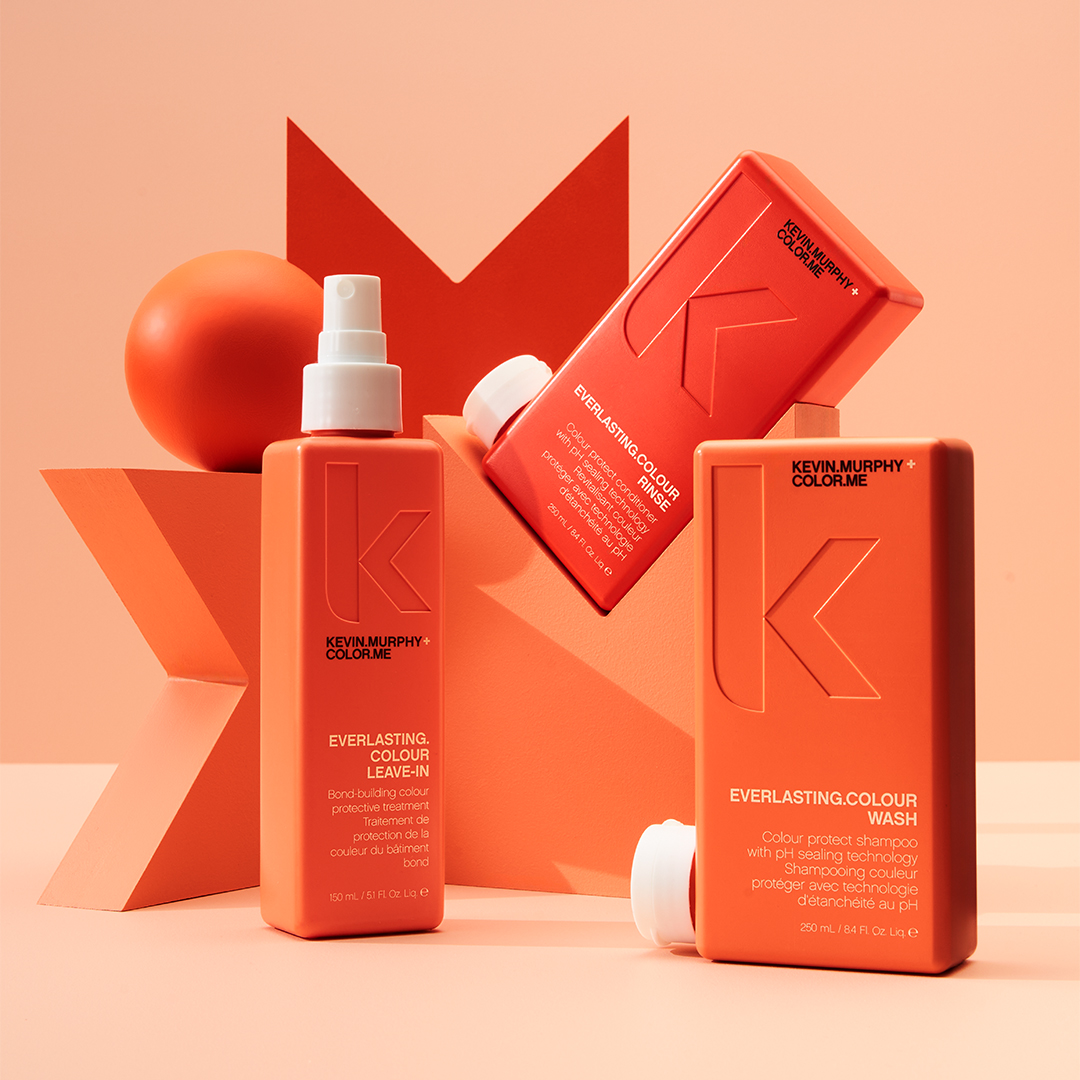 K
KEVIN.MURPHY+
COLOR.ME
EVERLASTING.
COLOUR
LEAVE-IN
Bond-building colour
protective treatment
Traitement de
protection de la
couleur du bâtiment
bond
150 mL / 5.1 Fl. Oz. Liq. ℮
K
KEVIN.MURPHY+
COLOR.ME
EVERLASTING.COLOUR
RINSE
Colour protect conditioner
with pH sealing technology
Revitalisant couleur
protéger avec technologie
d'étanchéité au pH
250 mL / 8.4 Fl. Oz. Liq. ℮
KEVIN.MURPHY+
COLOR.ME
K
EVERLASTING.COLOUR
WASH
Colour protect shampoo
with pH sealing technology
Shampooing couleur
protéger avec technologie
d'étanchéité au pH
250 mL / 8.4 Fl. Oz. Liq. ℮